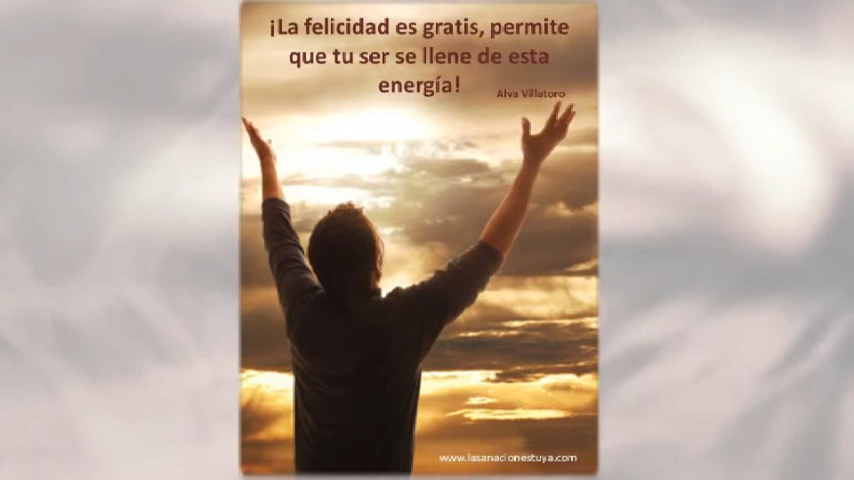 ¡La felicidad es gratis, permite
que tu ser se llene de esta
energía!
Alva Villatoro
www.lasanacionestuya.com